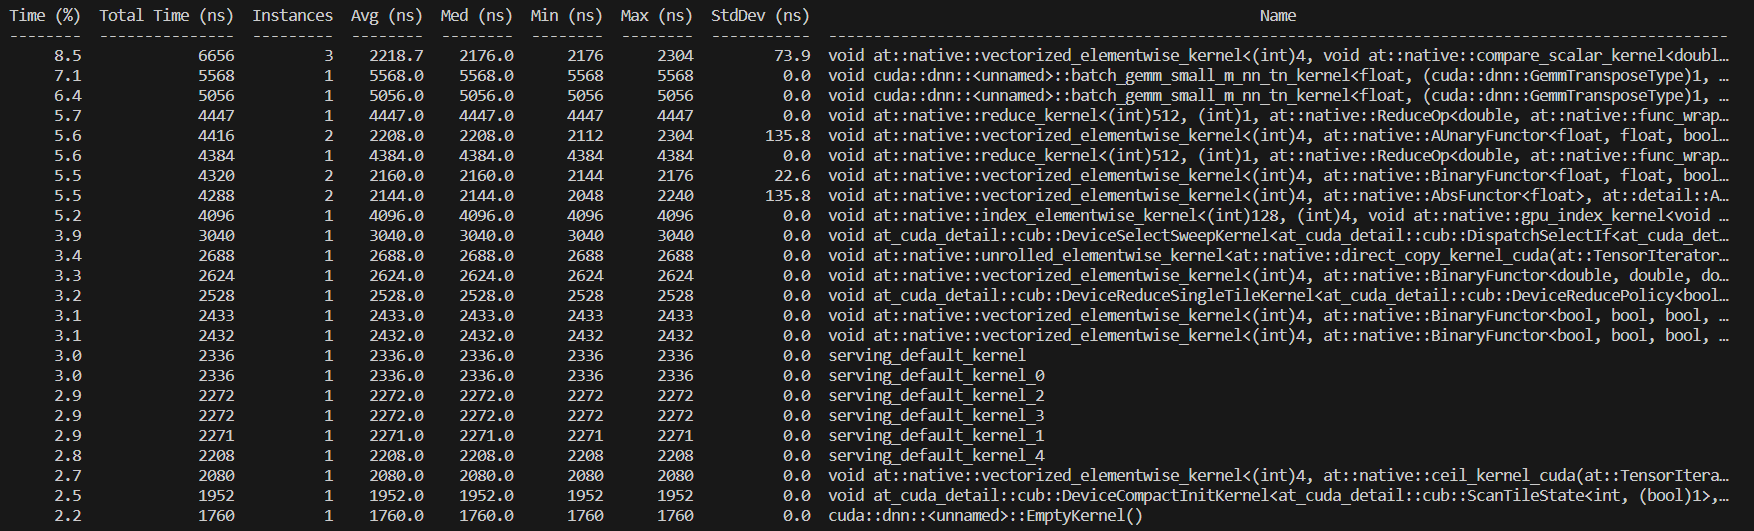 Time (%)  Total Time (ns)  Instances  Avg (ns)  Med (ns)  Min (ns)  Max (ns)  StdDev (ns)  Name
--------  ---------------  ---------  --------  --------  --------  --------  -----------  ----------------------------------------------------------------------------------------------------
8.5  6656  3  2218.7  2176.0  2176  2304  73.9  void at::native::vectorized_elementwise_kernel<(int)4, void at::native::compare_scalar_kernel<doubl…
7.1  5568  1  5568.0  5568.0  5568  5568  0.0  void cuda::dnn::<unnamed>::batch_gemm_small_m_nn_tn_kernel<float, (cuda::dnn::GemmTransposeType)1, …
6.4  5056  1  5056.0  5056.0  5056  5056  0.0  void cuda::dnn::<unnamed>::batch_gemm_small_m_nn_tn_kernel<float, (cuda::dnn::GemmTransposeType)1, …
5.7  4447  1  4447.0  4447.0  4447  4447  0.0  void at::native::reduce_kernel<(int)512, (int)1, at::native::ReduceOp<double, at::native::func_wrap…
5.6  4416  2  2208.0  2208.0  2112  2304  135.8  void at::native::vectorized_elementwise_kernel<(int)4, at::native::AUnaryFunctor<float, float, bool…
5.6  4384  1  4384.0  4384.0  4384  4384  0.0  void at::native::reduce_kernel<(int)512, (int)1, at::native::ReduceOp<double, at::native::func_wrap…
5.5  4320  2  2160.0  2160.0  2144  2176  22.6  void at::native::vectorized_elementwise_kernel<(int)4, at::native::BinaryFunctor<float, float, bool…
5.5  4288  2  2144.0  2144.0  2048  2240  135.8  void at::native::vectorized_elementwise_kernel<(int)4, at::native::AbsFunctor<float>, at::detail::A…
5.2  4096  1  4096.0  4096.0  4096  4096  0.0  void at::native::index_elementwise_kernel<(int)128, (int)4, void at::native::gpu_index_kernel<void …
3.9  3040  1  3040.0  3040.0  3040  3040  0.0  void at_cuda_detail::cub::DeviceSelectSweepKernel<at_cuda_detail::cub::DispatchSelectIf<at_cuda_det…
3.4  2688  1  2688.0  2688.0  2688  2688  0.0  void at::native::unrolled_elementwise_kernel<at::native::direct_copy_kernel_cuda(at::TensorIterator…
3.3  2624  1  2624.0  2624.0  2624  2624  0.0  void at::native::vectorized_elementwise_kernel<(int)4, at::native::BinaryFunctor<double, double, do…
3.2  2528  1  2528.0  2528.0  2528  2528  0.0  void at_cuda_detail::cub::DeviceReduceSingleTileKernel<at_cuda_detail::cub::DeviceReducePolicy<bool…
3.1  2433  1  2433.0  2433.0  2433  2433  0.0  void at::native::vectorized_elementwise_kernel<(int)4, at::native::BinaryFunctor<bool, bool, bool, …
3.1  2432  1  2432.0  2432.0  2432  2432  0.0  void at::native::vectorized_elementwise_kernel<(int)4, at::native::BinaryFunctor<bool, bool, bool, …
3.0  2336  1  2336.0  2336.0  2336  2336  0.0  serving_default_kernel
3.0  2336  1  2336.0  2336.0  2336  2336  0.0  serving_default_kernel_0
2.9  2272  1  2272.0  2272.0  2272  2272  0.0  serving_default_kernel_2
2.9  2272  1  2272.0  2272.0  2272  2272  0.0  serving_default_kernel_3
2.9  2271  1  2271.0  2271.0  2271  2271  0.0  serving_default_kernel_1
2.8  2208  1  2208.0  2208.0  2208  2208  0.0  serving_default_kernel_4
2.7  2080  1  2080.0  2080.0  2080  2080  0.0  void at::native::vectorized_elementwise_kernel<(int)4, at::native::ceil_kernel_cuda(at::TensorItera…
2.5  1952  1  1952.0  1952.0  1952  1952  0.0  void at_cuda_detail::cub::DeviceCompactInitKernel<at_cuda_detail::cub::ScanTileState<int, (bool)1>,…
2.2  1760  1  1760.0  1760.0  1760  1760  0.0  cuda::dnn::<unnamed>::EmptyKernel()